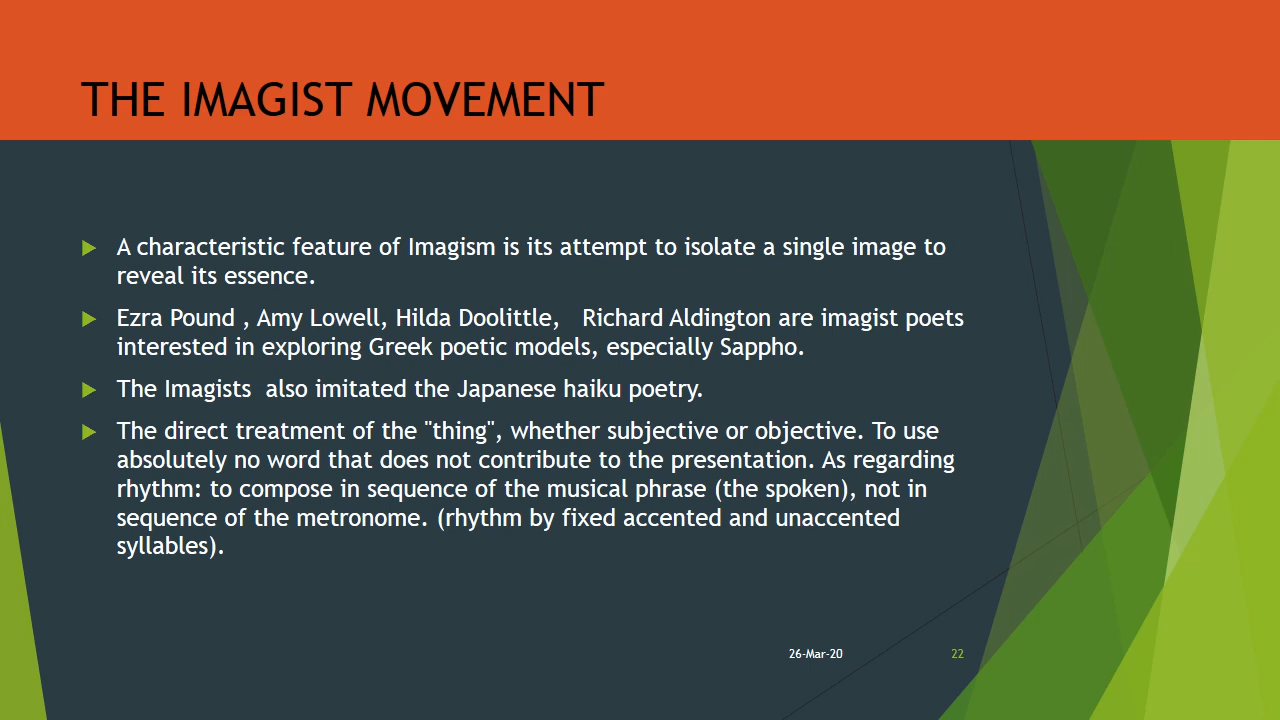 THE IMAGIST MOVEMENT
A characteristic feature of Imagism is its attempt to isolate a single image to
reveal its essence.
Ezra Pound , Amy Lowell, Hilda Doolittle,   Richard Aldington are imagist poets
interested in exploring Greek poetic models, especially Sappho.
The Imagists  also imitated the Japanese haiku poetry.
The direct treatment of the "thing", whether subjective or objective. To use
absolutely no word that does not contribute to the presentation. As regarding
rhythm: to compose in sequence of the musical phrase (the spoken), not in
sequence of the metronome. (rhythm by fixed accented and unaccented
syllables).
26-Mar-20
22